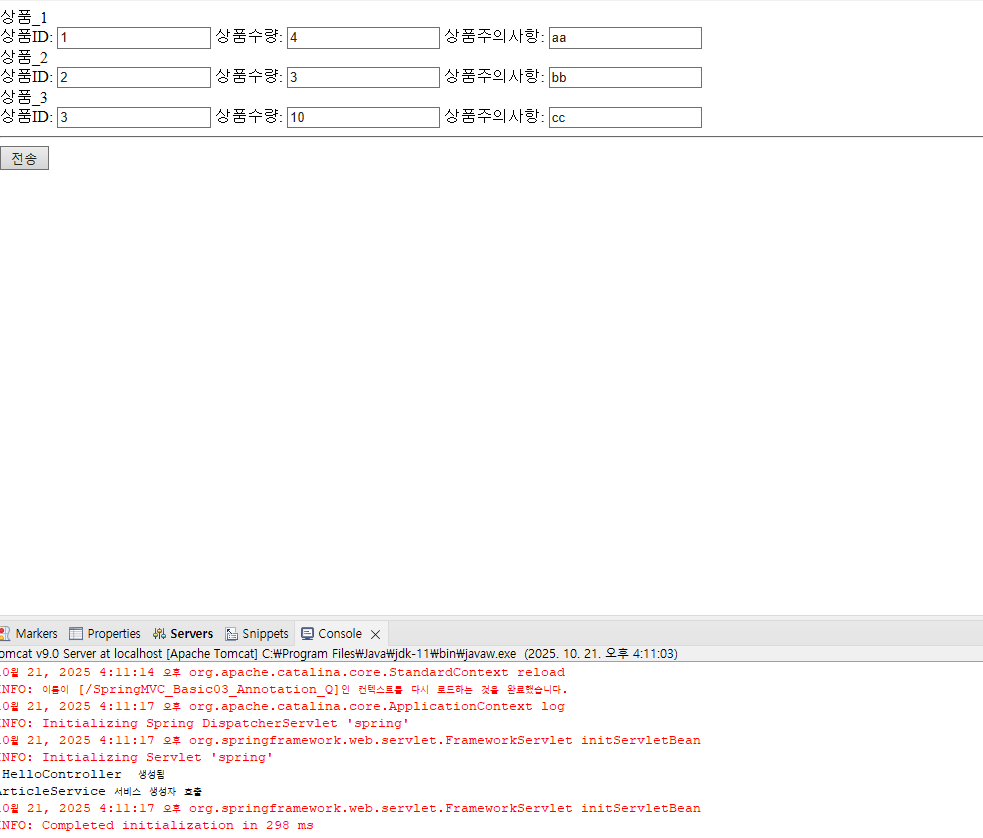 상품_1
상품ID: 1 상품수량: 4 상품주의사항: aa
상품_2
상품ID: 2 상품수량: 3 상품주의사항: bb
상품_3
상품ID: 3 상품수량: 10 상품주의사항: cc
전송
Markers Properties Servers Snippets Console
omcat v9.0 Server at localhost [Apache Tomcat] C:₩Program Files₩Java₩jdk-11₩bin₩javaw.exe (2025. 10. 21. 오후 4:11:03)
10월 21, 2025 4:11:14 오후 org.apache.catalina.core.StandardContext reload
INFO: 이름이 [/SpringMVC_Basic03_Annotation_Q]인 컨텍스트를 다시 로드하는 것을 완료했습니다.
10월 21, 2025 4:11:17 오후 org.apache.catalina.core.ApplicationContext log
INFO: Initializing Spring DispatcherServlet 'spring'
10월 21, 2025 4:11:17 오후 org.springframework.web.servlet.FrameworkServlet initServletBean
INFO: Initializing Servlet 'spring'
HelloController 생성됨
ArticleService 서비스 생성자 호출
10월 21, 2025 4:11:17 오후 org.springframework.web.servlet.FrameworkServlet initServletBean
INFO: Completed initialization in 298 ms